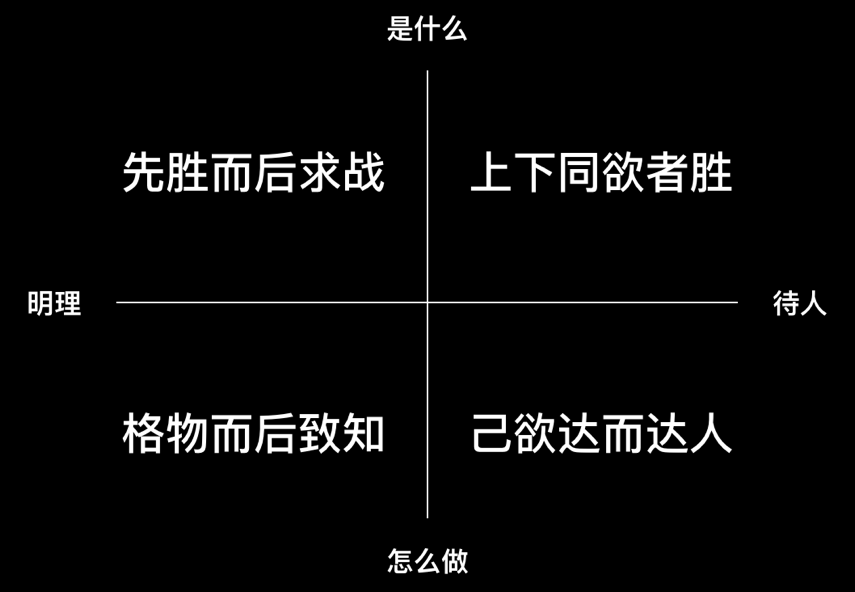 是什么
先胜而后求战
上下同欲者胜
明理
待人
格物而后致知
己欲达而达人
怎么做